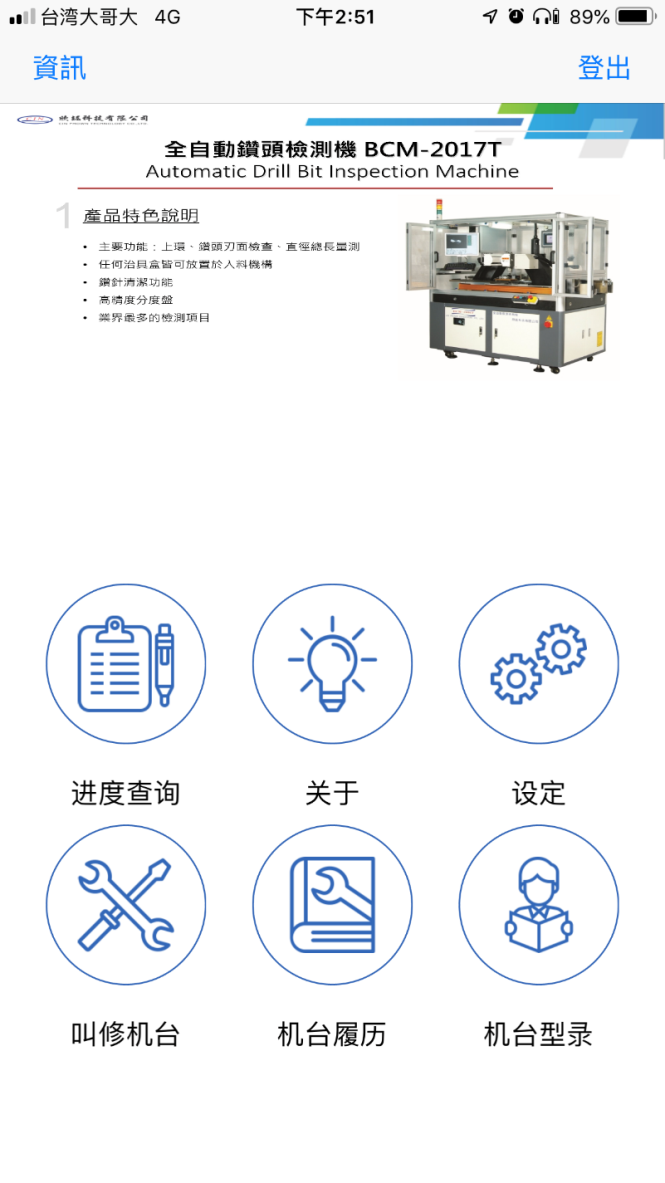 台湾大哥大 4G 下午2:51 89%
資訊 登出
全自動鑽頭檢測機 BCM-2017T
Automatic Drill Bit Inspection Machine
1 產品特色說明
• 主要功能：上環、鑽頭刃面檢查、直徑總長量測
• 任何治具盒皆可放置於入料機構
• 鑽針清潔功能
• 高精度分度盤
• 業界最多的檢測項目
进度查询 关于 设定
叫修机台 机台履历 机台型录